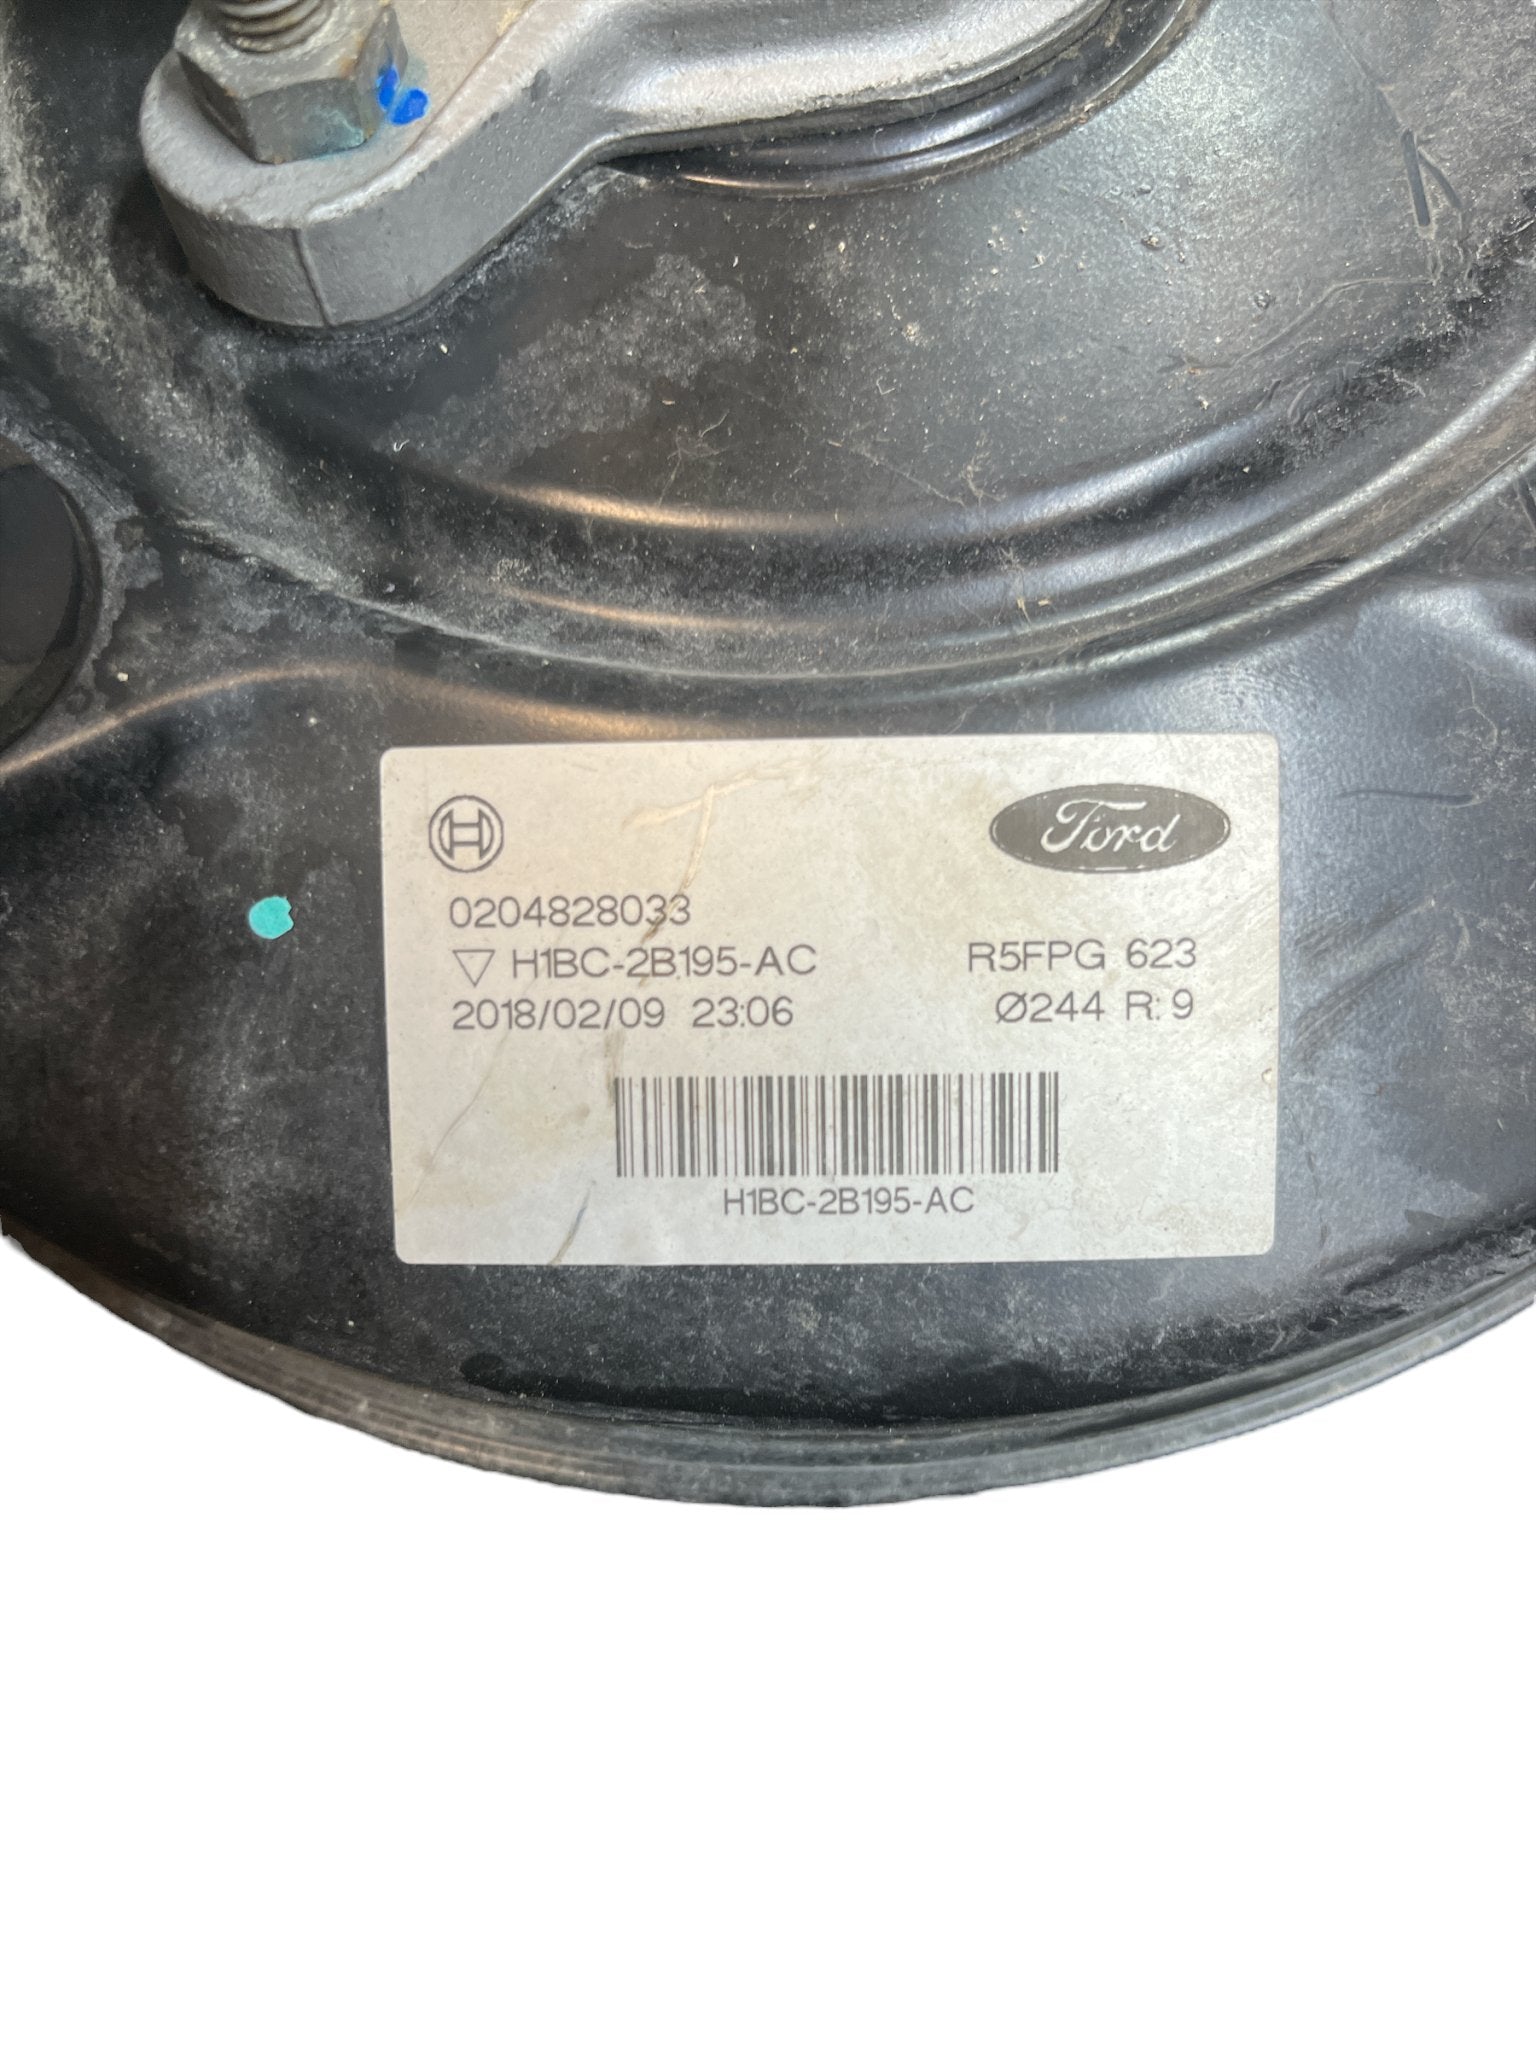 Ford
0204828033
H1BC-2B195-AC R5FPG 623
2018/02/09 23:06 Ø244 R: 9
H1BC-2B195-AC